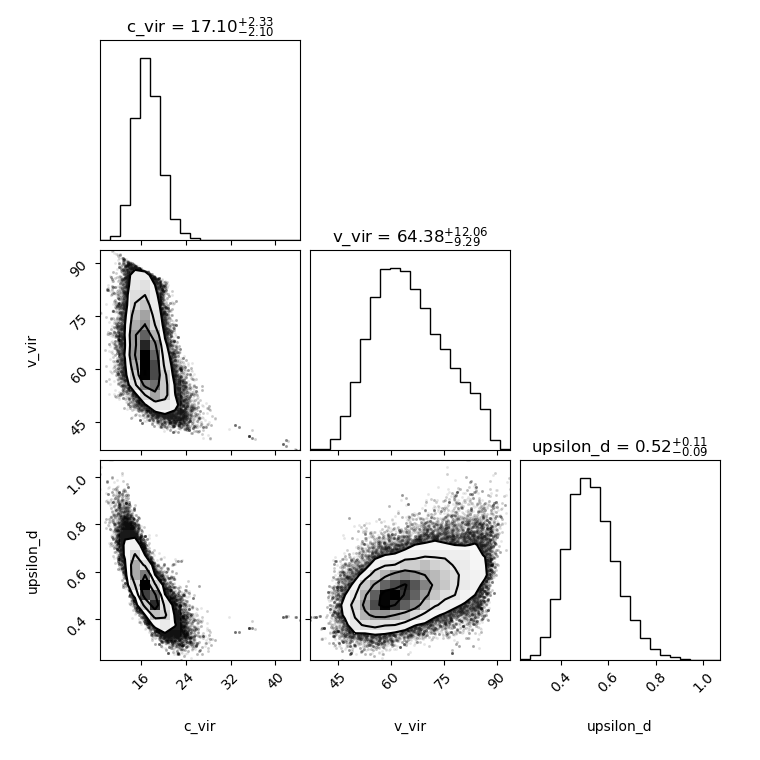 c_vir = 17.10+2.33−2.10
v_vir = 64.38+12.06−9.29
upsilon_d = 0.52+0.11−0.09
90
75
60
45
v_vir
1.0
0.8
0.6
0.4
upsilon_d
16 24 32 40
45 60 75 90
0.4 0.6 0.8 1.0
c_vir
v_vir
upsilon_d